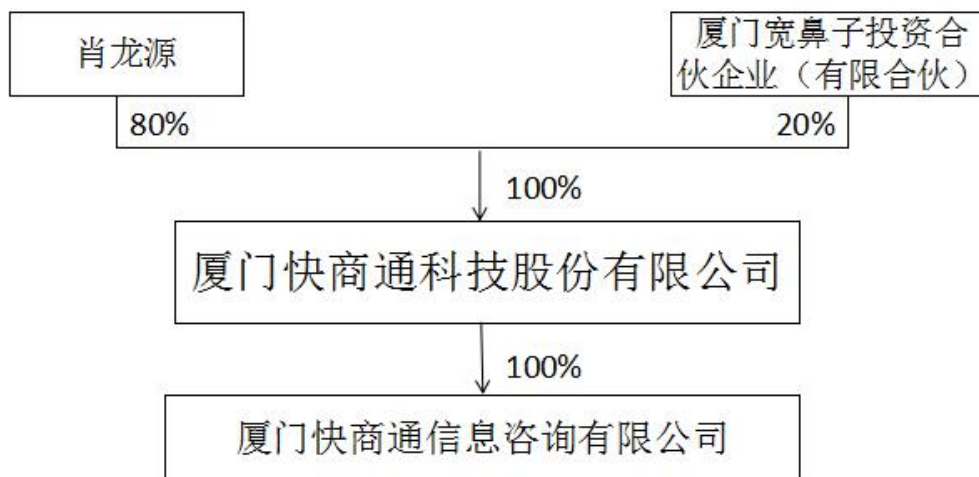 肖龙源
厦门宽鼻子投资合
伙企业（有限合伙）
80%
20%
100%
厦门快商通科技股份有限公司
100%
厦门快商通信息咨询有限公司